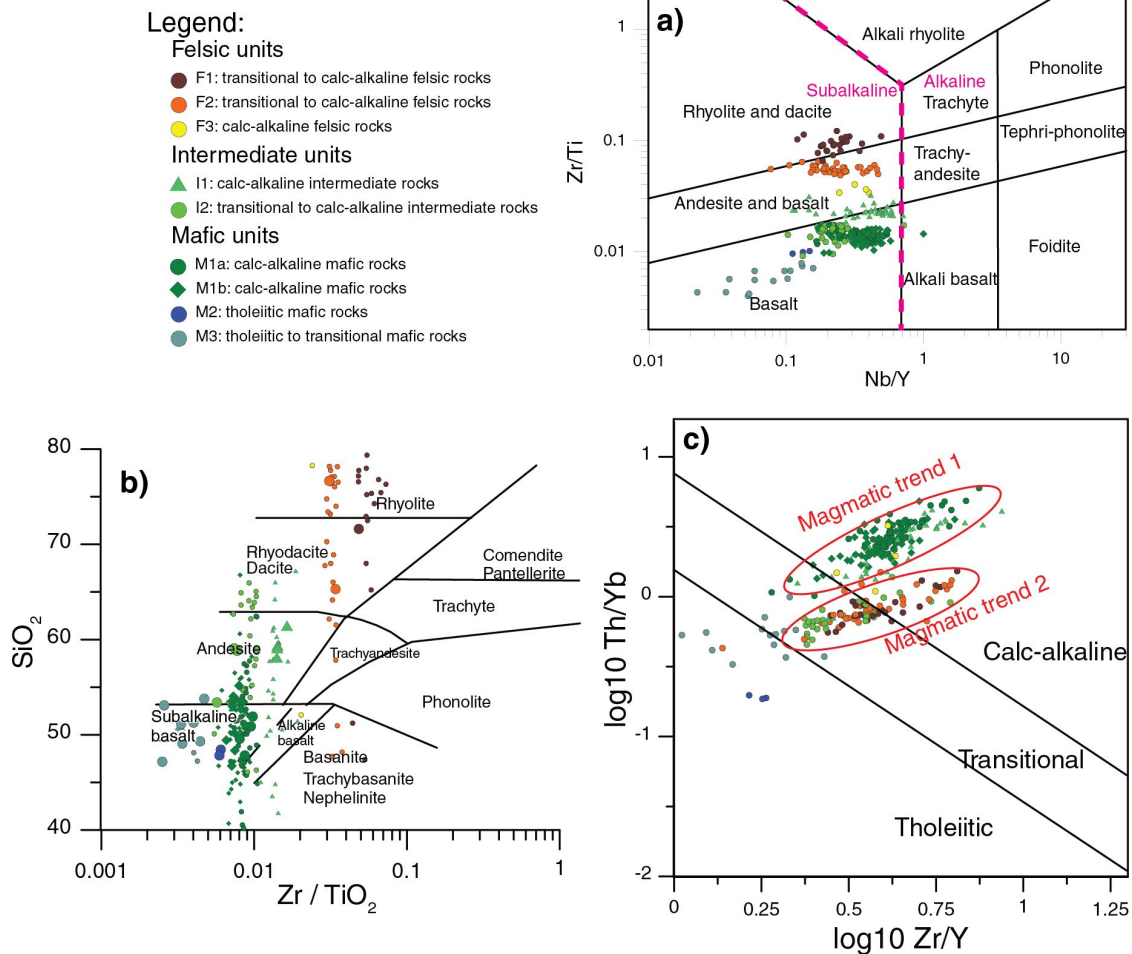 Legend:
Felsic units
F1: transitional to calc-alkaline felsic rocks
F2: transitional to calc-alkaline felsic rocks
F3: calc-alkaline felsic rocks
Intermediate units
I1: calc-alkaline intermediate rocks
I2: transitional to calc-alkaline intermediate rocks
Mafic units
M1a: calc-alkaline mafic rocks
M1b: calc-alkaline mafic rocks
M2: tholeiitic mafic rocks
M3: tholeiitic to transitional mafic rocks
a)
Alkali rhyolite
Phonolite
Subalkaline
Alkaline
Trachyte
Rhyolite and dacite
Tephri-phonolite
Trachy-
andesite
Andesite and basalt
Foidite
Alkali basalt
Basalt
1
0.1
0.01
Zr/Ti
0.01
0.1
1
10
Nb/Y
b)
80
70
60
50
40
SiO2
Rhyolite
Rhyodacite
Dacite
Comendite
Pantellerite
Trachyte
Andesite
Trachyandesite
Phonolite
Subalkaline
basalt
Alkaline
basalt
Basanite
Trachybasanite
Nephelinite
0.001
0.01
0.1
1
Zr / TiO2
c)
Magmatic trend 1
Magmatic trend 2
Calc-alkaline
Transitional
Tholeiitic
1
0
-1
-2
log10 Th/Yb
0
0.25
0.5
0.75
1
1.25
log10 Zr/Y